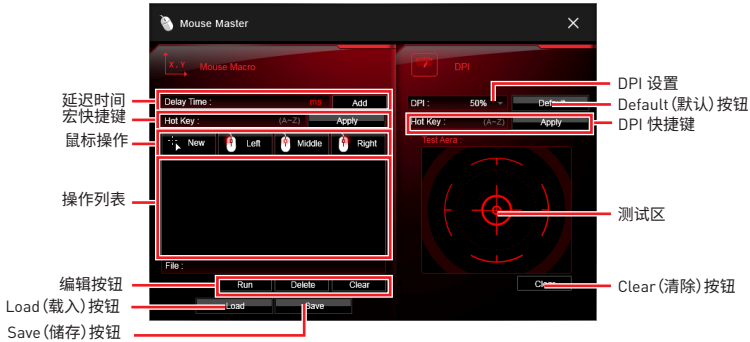 Mouse Master
X.Y Mouse Macro
DPI
延迟时间
Delay Time : ms Add
DPI : 50% Default
DPI 设置
Default (默认) 按钮
宏快捷键
Hot Key : (A~Z) Apply
Hot Key : (A~Z) Apply
DPI 快捷键
鼠标操作
New Left Middle Right
Test Aera :
操作列表
测试区
File :
编辑按钮
Run Delete Clear
Clear
Clear (清除) 按钮
Load (载入) 按钮
Load Save
Save (储存) 按钮